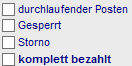 durchlaufender Posten
Gesperrt
Storno
komplett bezahlt